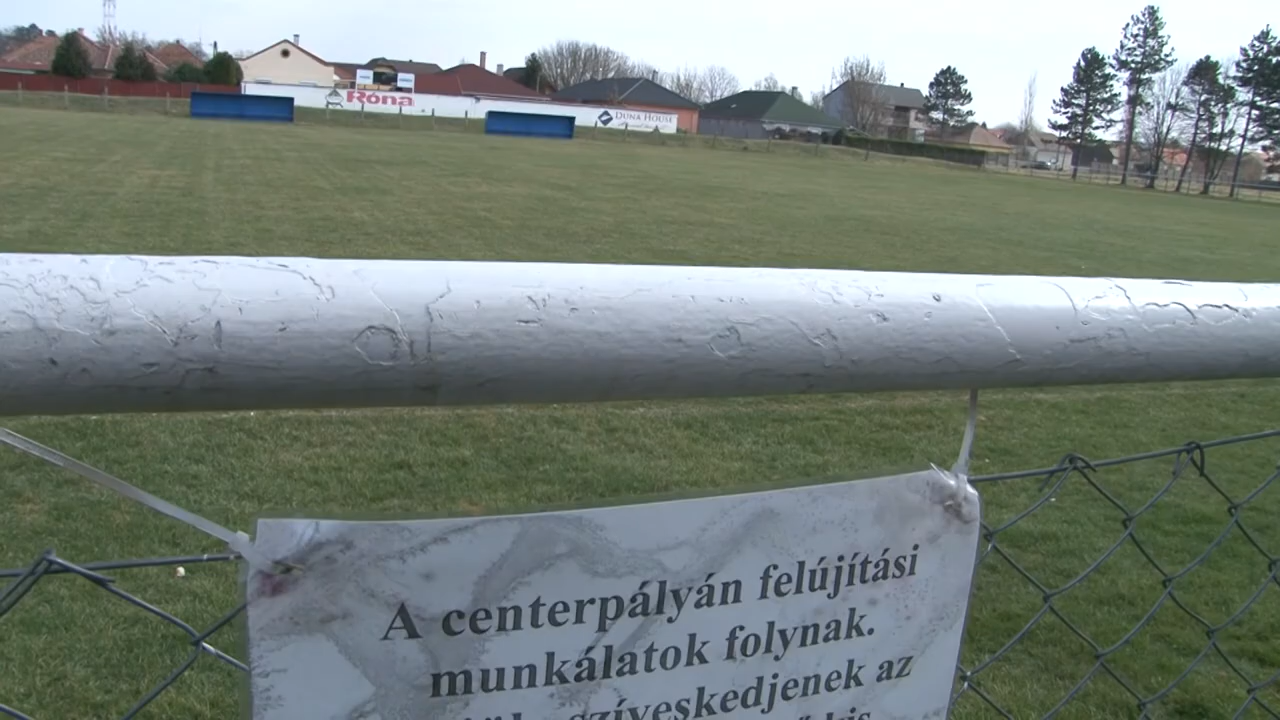 Róna
DUNA HOUSE
A centerpályán felújítási
munkálatok folynak.
szíveskedjenek az